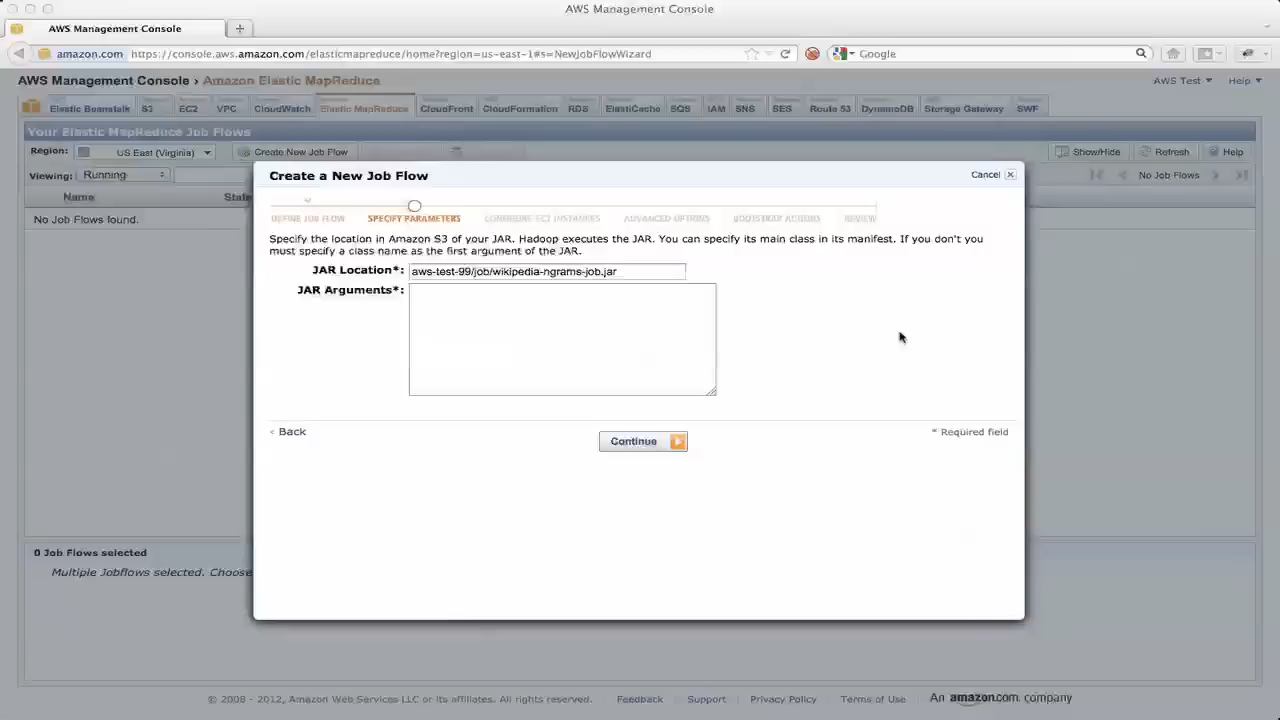 AWS Management Console
AWS Management Console
amazon.com https://console.aws.amazon.com/elasticmapreduce/home?region=us-east-1#s=NewJobFlowWizard
Google
AWS Management Console › Amazon Elastic MapReduce
AWS Test Help
Elastic Beanstalk S3 EC2 VPC CloudWatch Elastic MapReduce CloudFront CloudFormation RDS ElastiCache SQS IAM SNS SES Route 53 DynamoDB Storage Gateway SWF
Your Elastic MapReduce Job Flows
Region: US East (Virginia) Create New Job Flow Show/Hide Refresh Help
Viewing: Running No Job Flows
Name State
No Job Flows found.
Create a New Job Flow Cancel
DEFINE JOB FLOW SPECIFY PARAMETERS CONFIGURE EC2 INSTANCES ADVANCED OPTIONS BOOTSTRAP ACTIONS REVIEW
Specify the location in Amazon S3 of your JAR. Hadoop executes the JAR. You can specify its main class in its manifest. If you don't you
must specify a class name as the first argument of the JAR.
JAR Location*: aws-test-99/job/wikipedia-ngrams-job.jar
JAR Arguments*:
‹ Back
Continue
* Required field
0 Job Flows selected
Multiple Jobflows selected. Choose
© 2008 - 2012, Amazon Web Services LLC or its affiliates. All rights reserved. Feedback Support Privacy Policy Terms of Use An amazon.com company